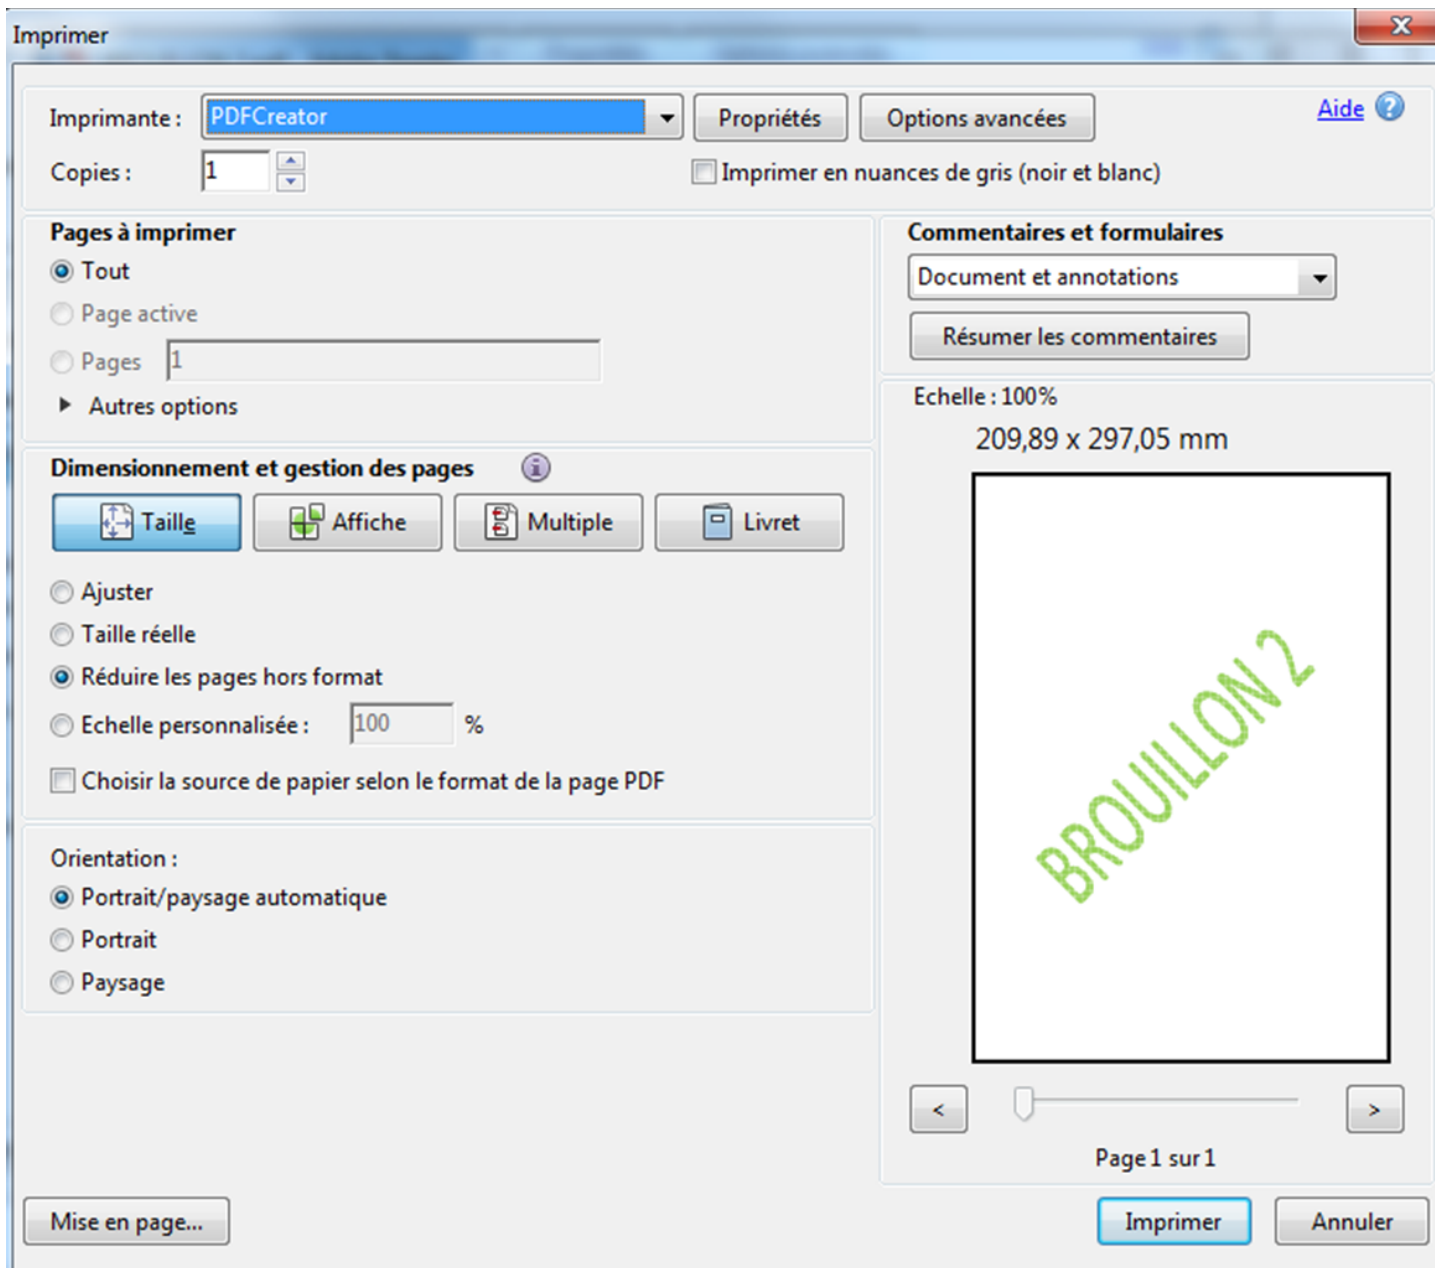 Imprimer
Imprimante : PDFCreator Propriétés Options avancées Aide
Copies : 1 Imprimer en nuances de gris (noir et blanc)
Pages à imprimer
Tout
Page active
Pages 1
Autres options
Commentaires et formulaires
Document et annotations
Résumer les commentaires
Dimensionnement et gestion des pages
Taille Affiche Multiple Livret
Ajuster
Taille réelle
Réduire les pages hors format
Echelle personnalisée : 100 %
Choisir la source de papier selon le format de la page PDF
Orientation :
Portrait/paysage automatique
Portrait
Paysage
Echelle : 100%
209,89 x 297,05 mm
BROUILLON 2
< >
Page 1 sur 1
Mise en page... Imprimer Annuler